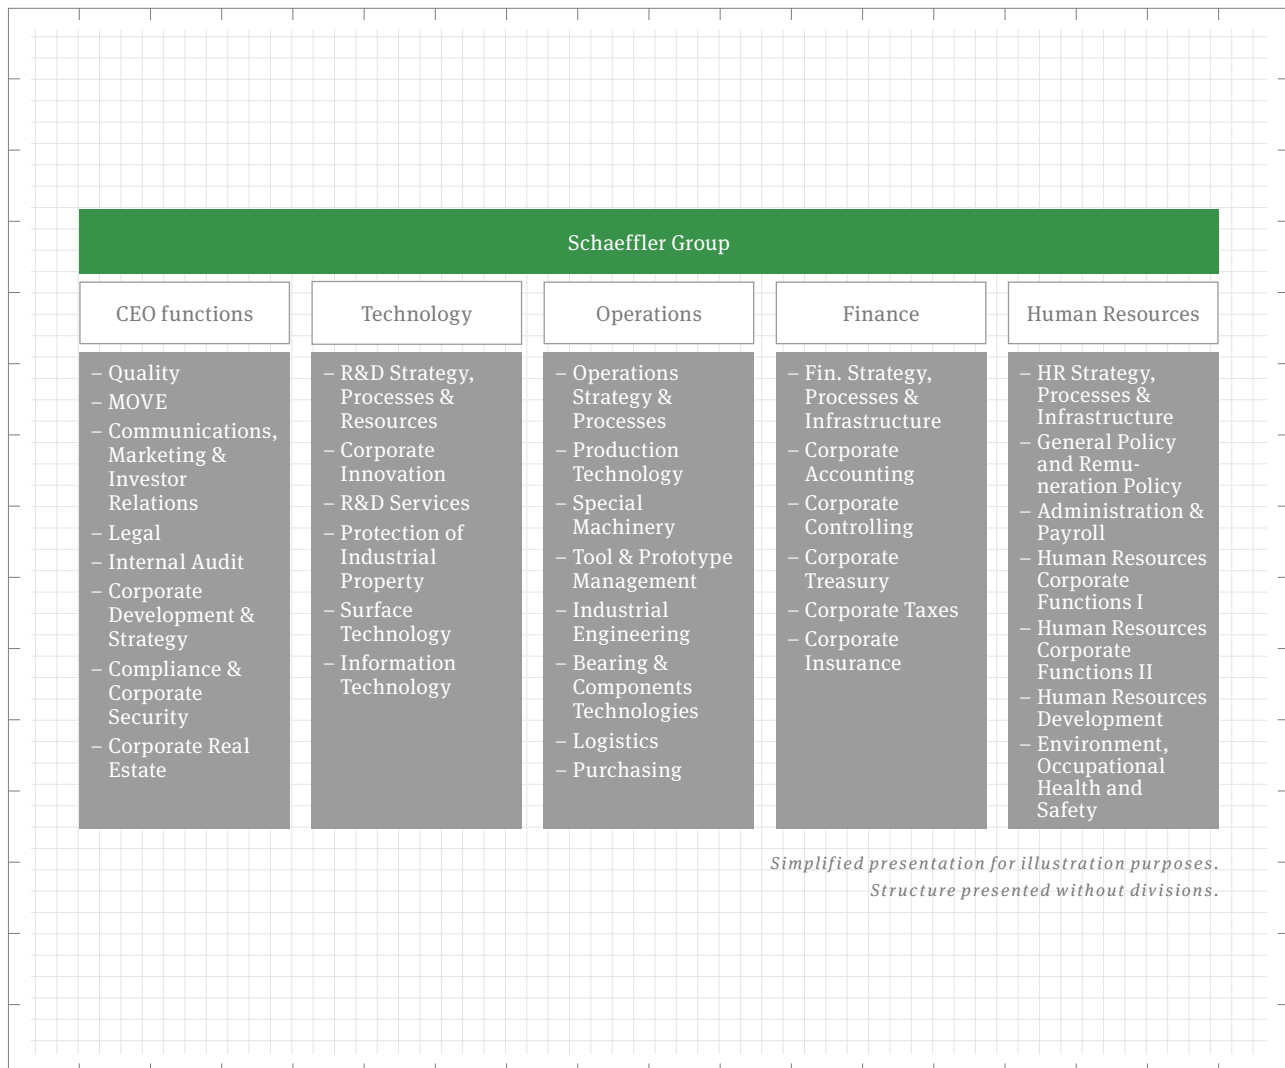 Schaeffler Group
CEO functions
– Quality
– MOVE
– Communications,
Marketing &
Investor
Relations
– Legal
– Internal Audit
– Corporate
Development &
Strategy
– Compliance &
Corporate
Security
– Corporate Real
Estate
Technology
– R&D Strategy,
Processes &
Resources
– Corporate
Innovation
– R&D Services
– Protection of
Industrial
Property
– Surface
Technology
– Information
Technology
Operations
– Operations
Strategy &
Processes
– Production
Technology
– Special
Machinery
– Tool & Prototype
Management
– Industrial
Engineering
– Bearing &
Components
Technologies
– Logistics
– Purchasing
Finance
– Fin. Strategy,
Processes &
Infrastructure
– Corporate
Accounting
– Corporate
Controlling
– Corporate
Treasury
– Corporate Taxes
– Corporate
Insurance
Human Resources
– HR Strategy,
Processes &
Infrastructure
– General Policy
and Remu-
neration Policy
– Administration &
Payroll
– Human Resources
Corporate
Functions I
– Human Resources
Corporate
Functions II
– Human Resources
Development
– Environment,
Occupational
Health and
Safety
Simplified presentation for illustration purposes.
Structure presented without divisions.